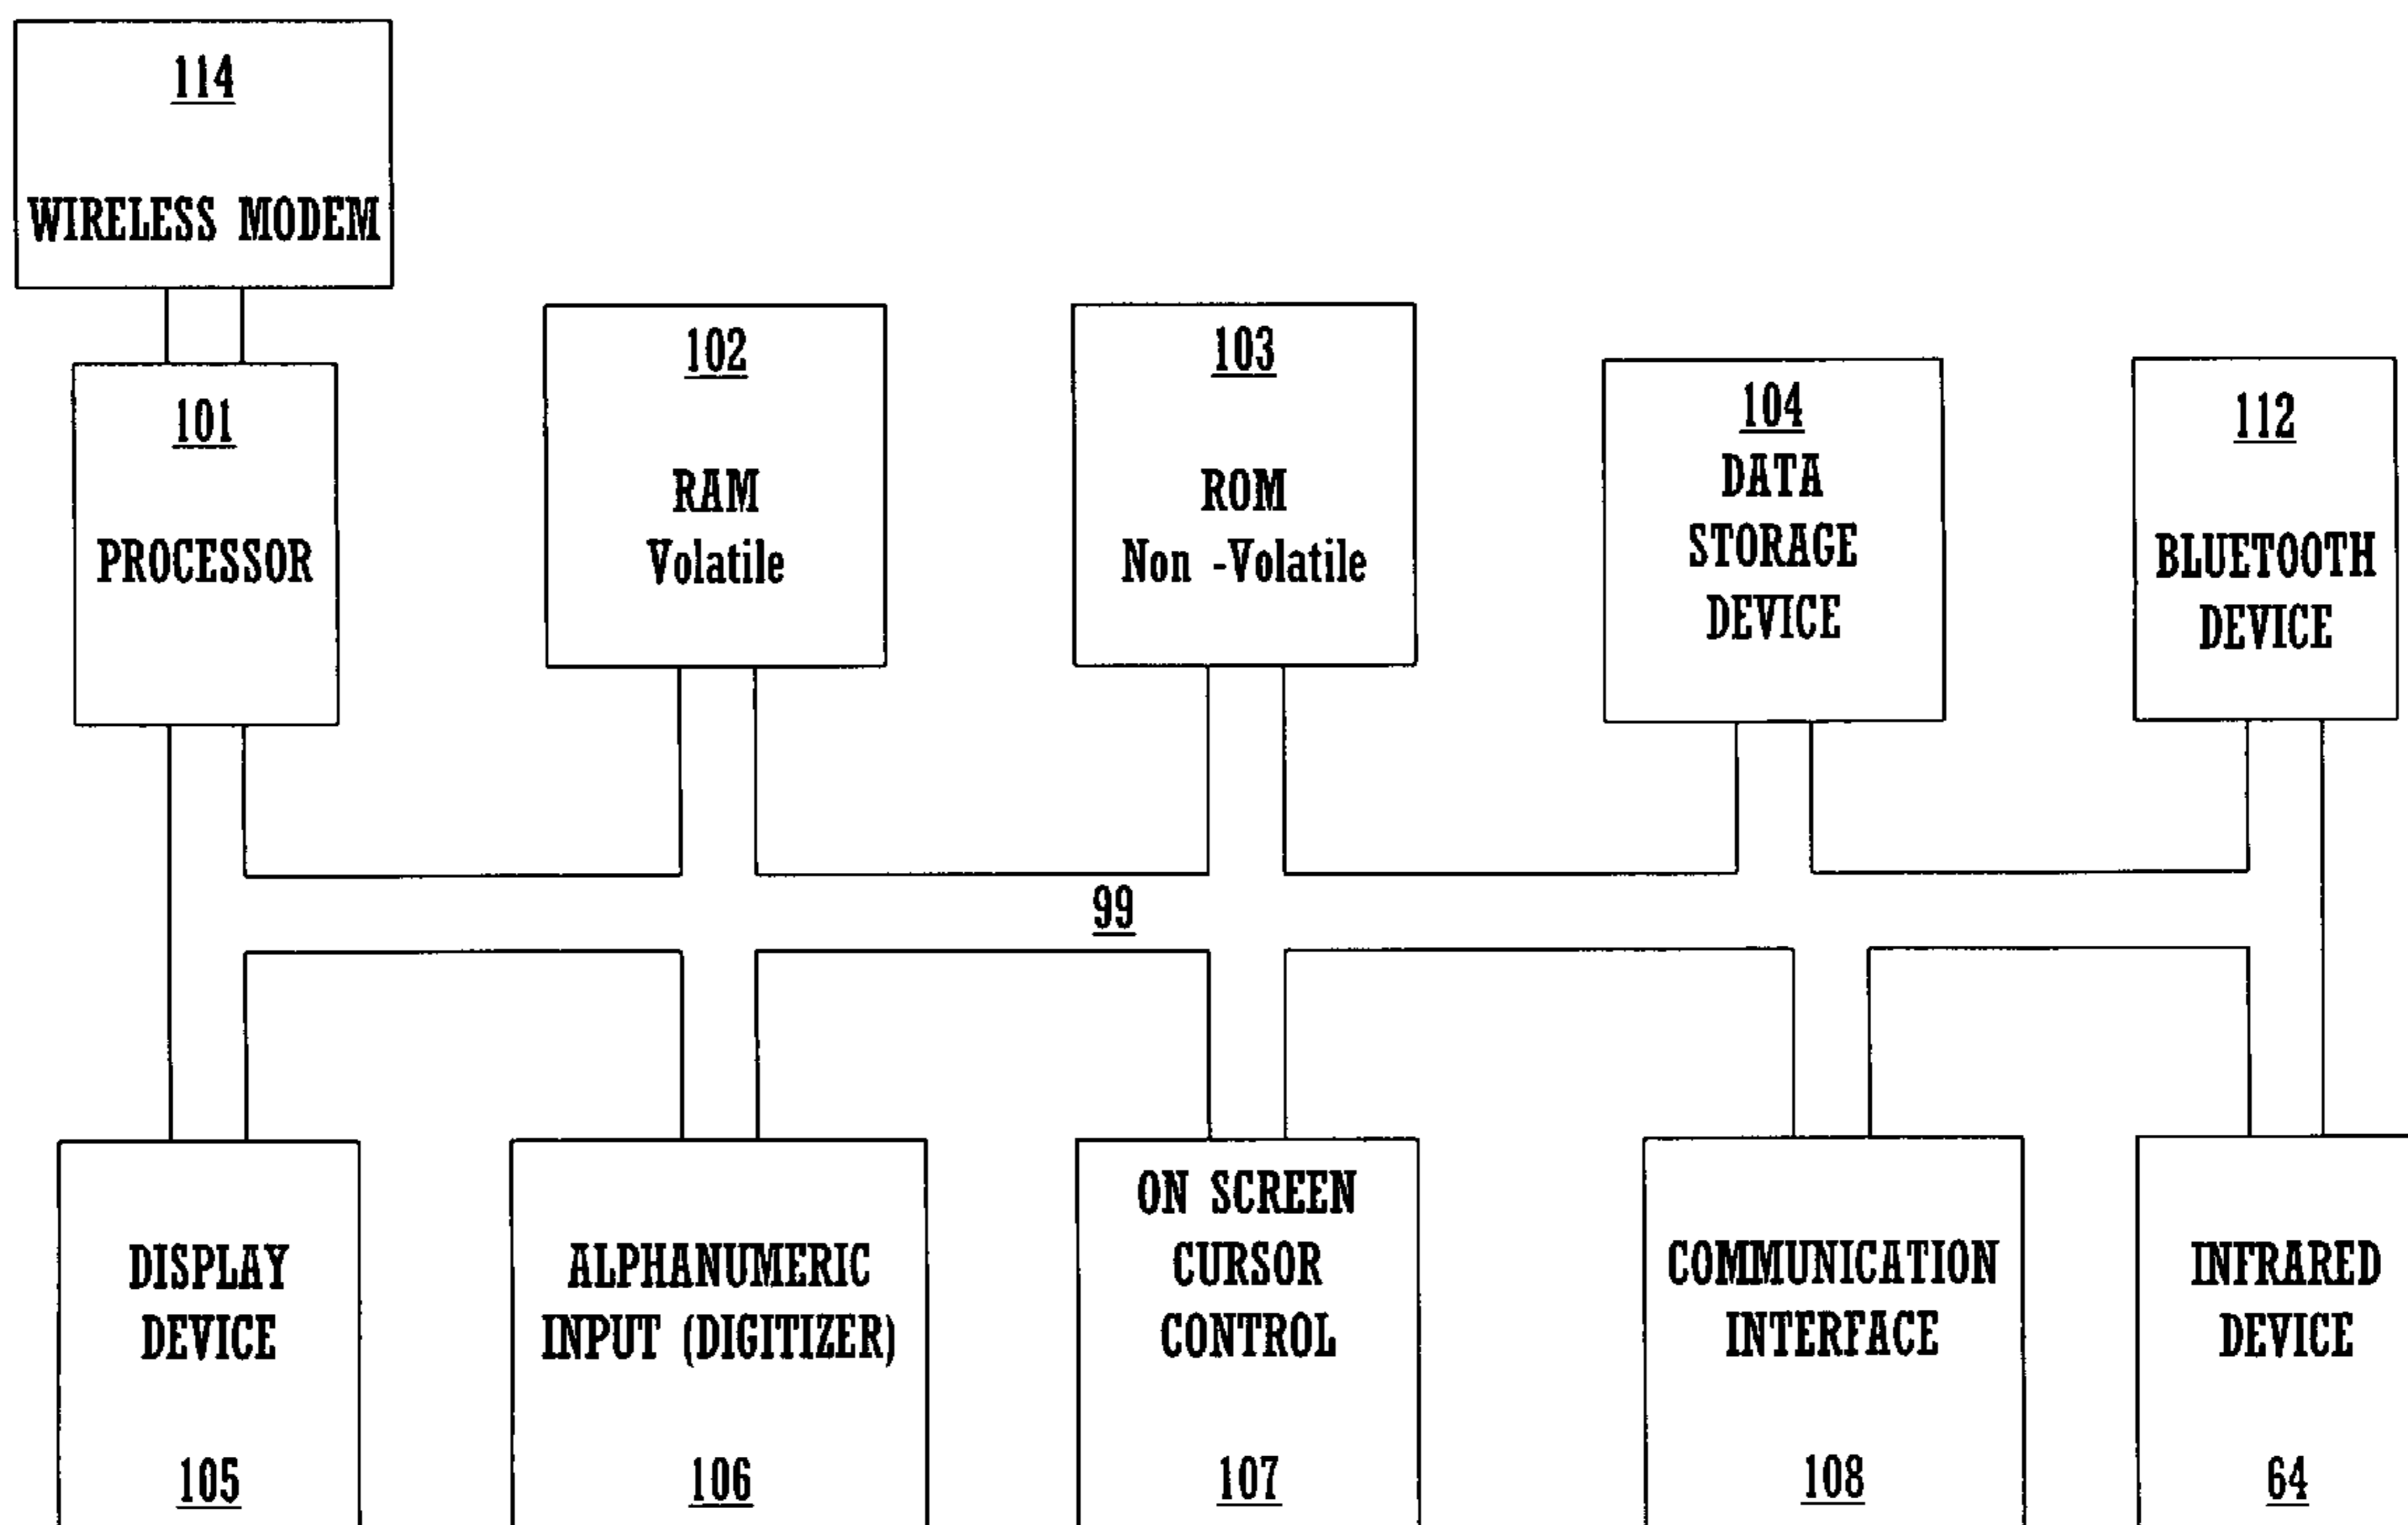 114
WIRELESS MODEM
101
PROCESSOR
102
RAM
Volatile
103
ROM
Non -Volatile
104
DATA
STORAGE
DEVICE
112
BLUETOOTH
DEVICE
99
DISPLAY
DEVICE
105
ALPHANUMERIC
INPUT (DIGITIZER)
106
ON SCREEN
CURSOR
CONTROL
107
COMMUNICATION
INTERFACE
108
INFRARED
DEVICE
64